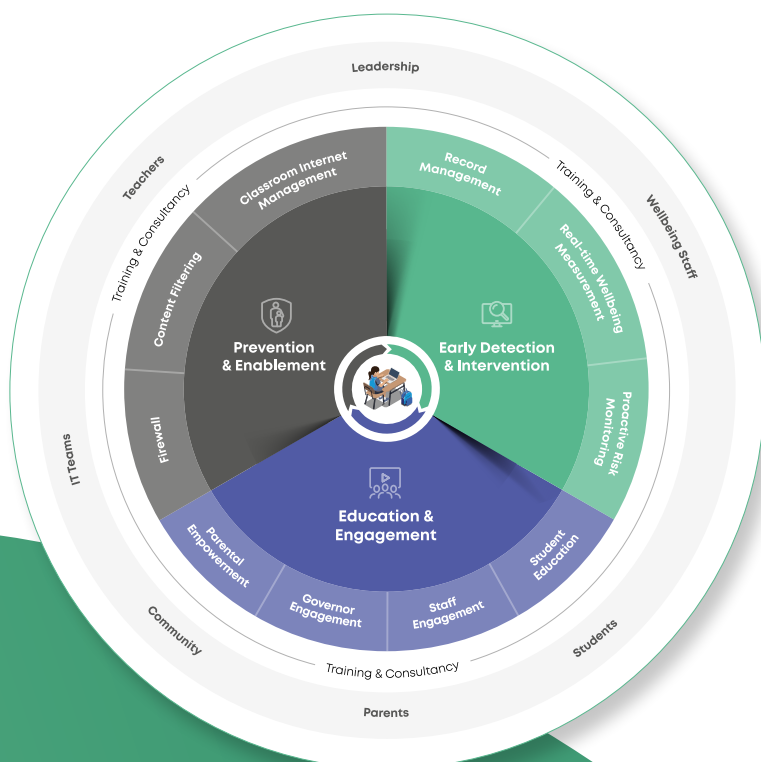 Leadership
Teachers
Wellbeing Staff
IT Teams
Community
Parents
Students
Training & Consultancy
Training & Consultancy
Training & Consultancy
Classroom Internet
Management
Content Filtering
Firewall
Prevention
& Enablement
Record
Management
Real-time Wellbeing
Measurement
Proactive Risk
Monitoring
Early Detection
& Intervention
Education &
Engagement
Parental
Empowerment
Governor
Engagement
Staff
Engagement
Student
Education